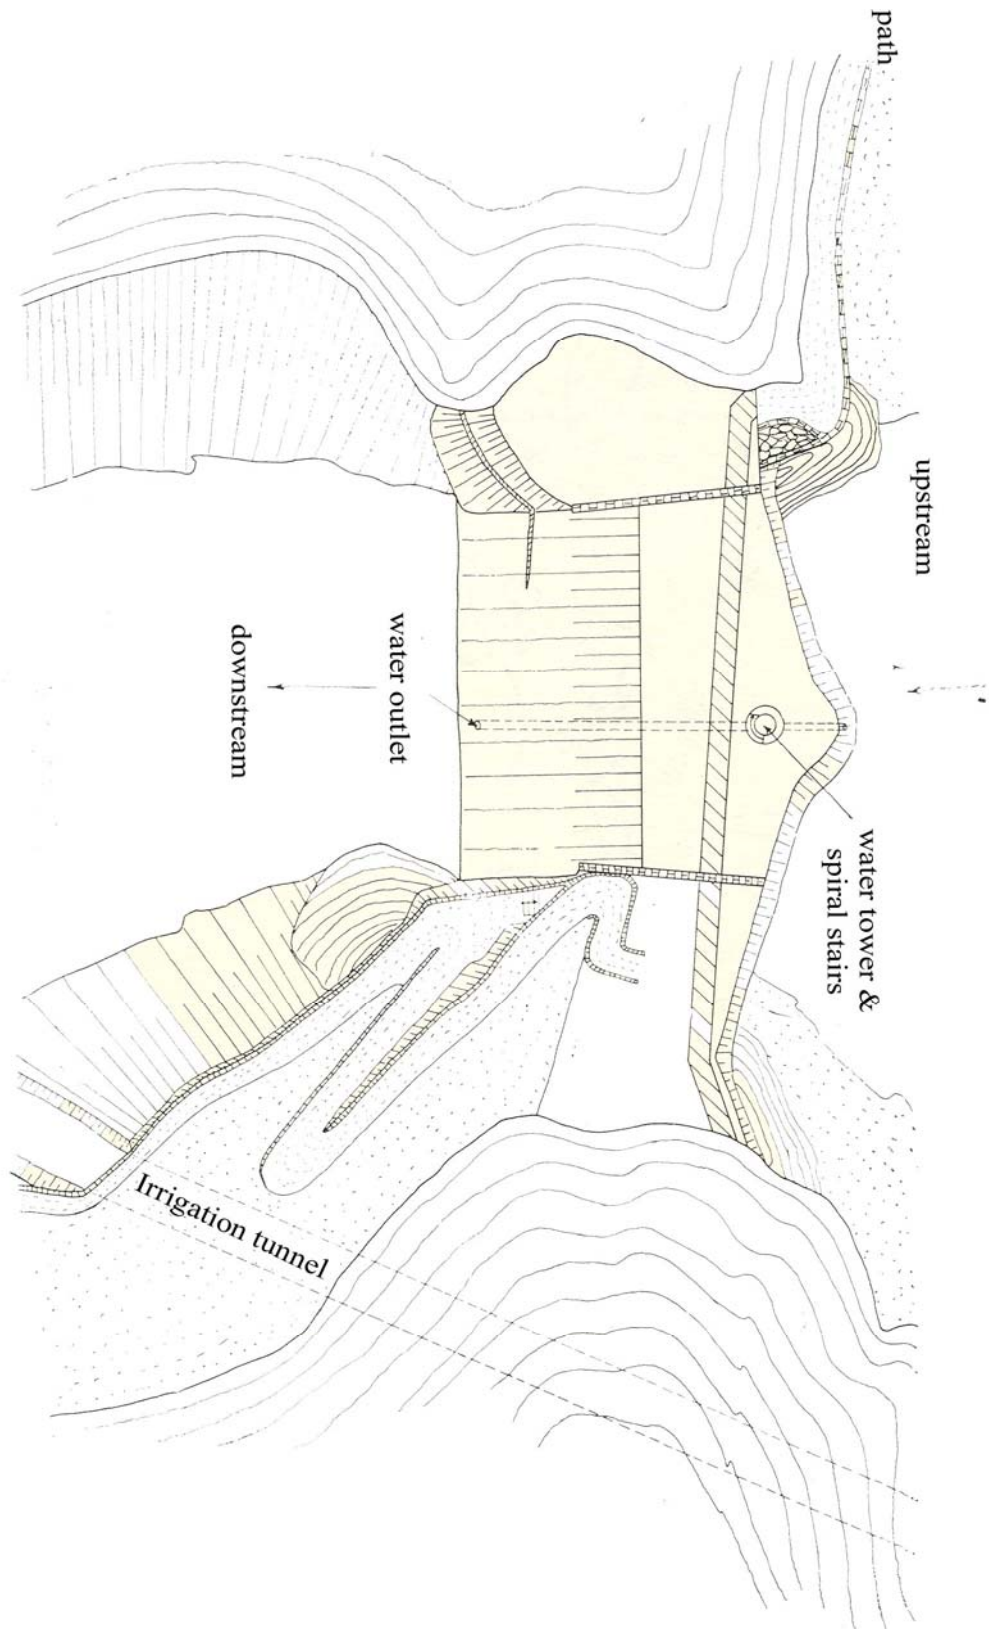 path
upstream
water tower &
spiral stairs
water outlet
downstream
Irrigation tunnel